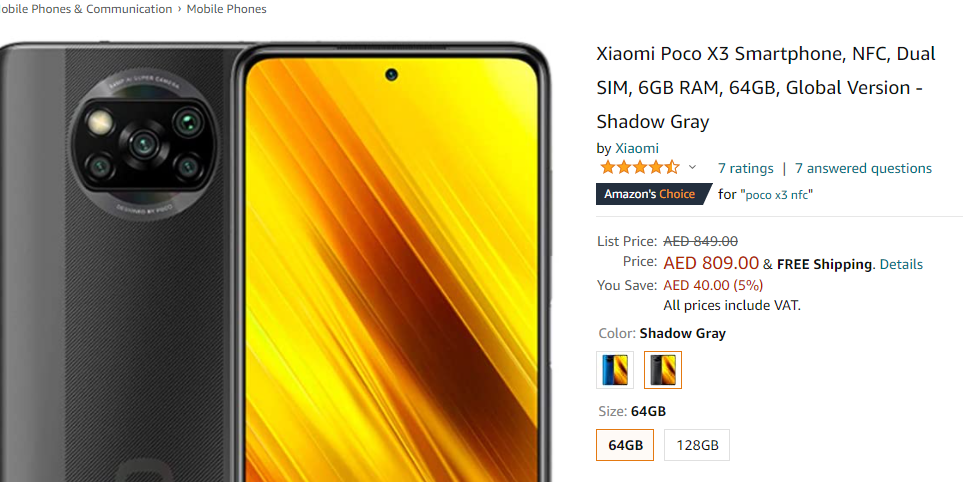 obile Phones & Communication › Mobile Phones
Xiaomi Poco X3 Smartphone, NFC, Dual
SIM, 6GB RAM, 64GB, Global Version -
Shadow Gray
by Xiaomi
7 ratings | 7 answered questions
Amazon's Choice for "poco x3 nfc"
List Price: AED 849.00
Price: AED 809.00 & FREE Shipping. Details
You Save: AED 40.00 (5%)
All prices include VAT.
Color: Shadow Gray
Size: 64GB
64GB 128GB
64MP AI SUPER CAMERA
DESIGNED BY POCO